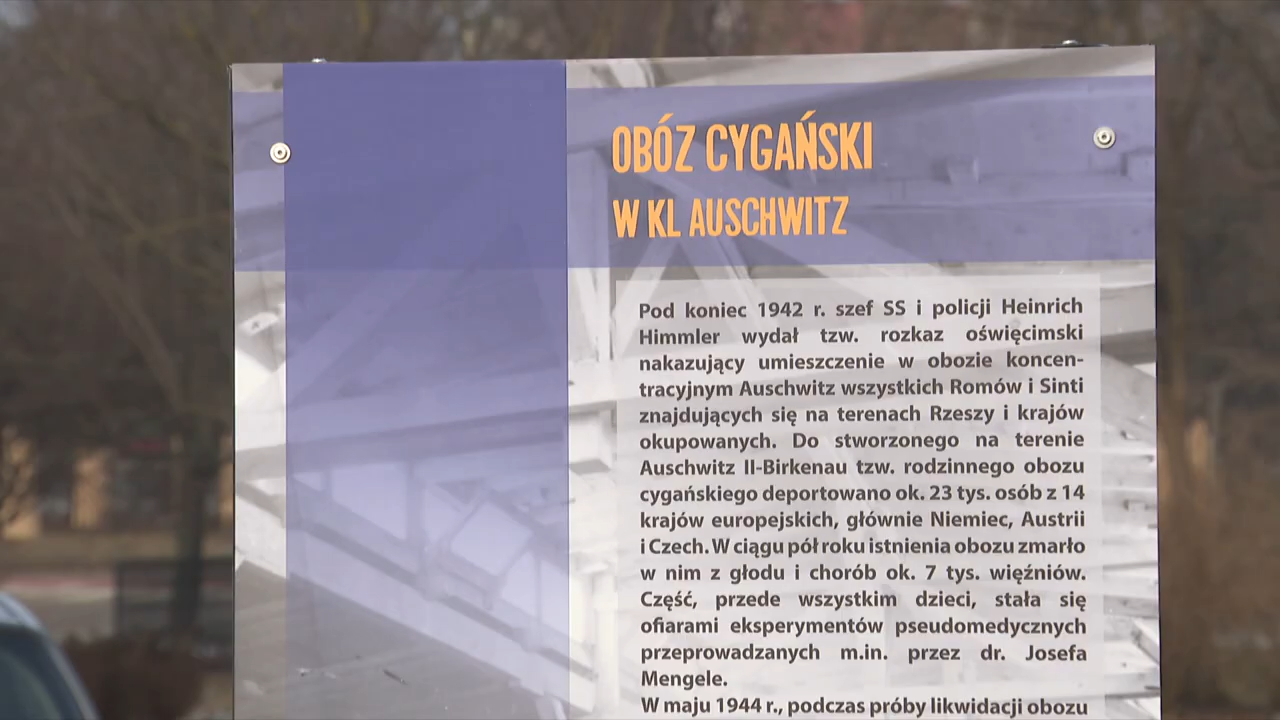 OBÓZ CYGAŃSKI
W KL AUSCHWITZ
Pod koniec 1942 r. szef SS i policji Heinrich
Himmler wydał tzw. rozkaz oświęcimski
nakazujący umieszczenie w obozie koncen-
tracyjnym Auschwitz wszystkich Romów i Sinti
znajdujących się na terenach Rzeszy i krajów
okupowanych. Do stworzonego na terenie
Auschwitz II-Birkenau tzw. rodzinnego obozu
cygańskiego deportowano ok. 23 tys. osób z 14
krajów europejskich, głównie Niemiec, Austrii
i Czech. W ciągu pół roku istnienia obozu zmarło
w nim z głodu i chorób ok. 7 tys. więźniów.
Część, przede wszystkim dzieci, stała się
ofiarami eksperymentów pseudomedycznych
przeprowadzanych m.in. przez dr. Josefa
Mengele.
W maju 1944 r., podczas próby likwidacji obozu